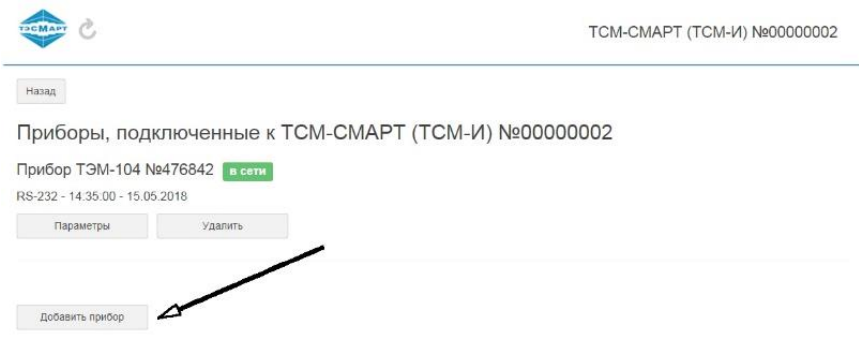 ТЭСМАРТ
ТСМ-СМАРТ (ТСМ-И) №00000002
Назад
Приборы, подключенные к ТСМ-СМАРТ (ТСМ-И) №00000002
Прибор ТЭМ-104 №476842 в сети
RS-232 - 14:35:00 - 15.05.2018
Параметры Удалить
Добавить прибор